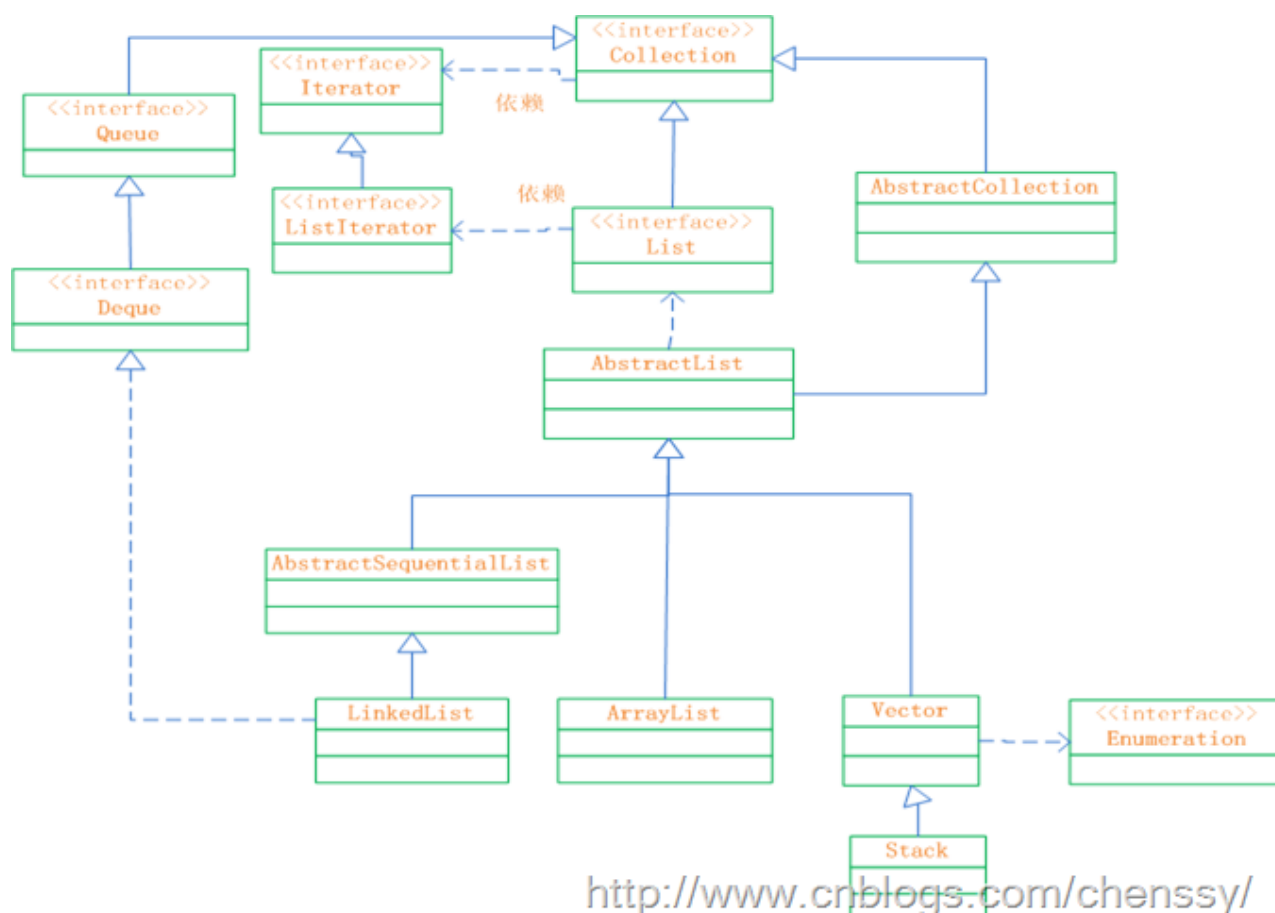 <<interface>>
Collection
<<interface>>
Iterator
依赖
<<interface>>
Queue
AbstractCollection
<<interface>>
ListIterator
依赖
<<interface>>
List
<<interface>>
Deque
AbstractList
AbstractSequentialList
LinkedList
ArrayList
Vector
<<interface>>
Enumeration
Stack
http://www.cnblogs.com/chenssy/